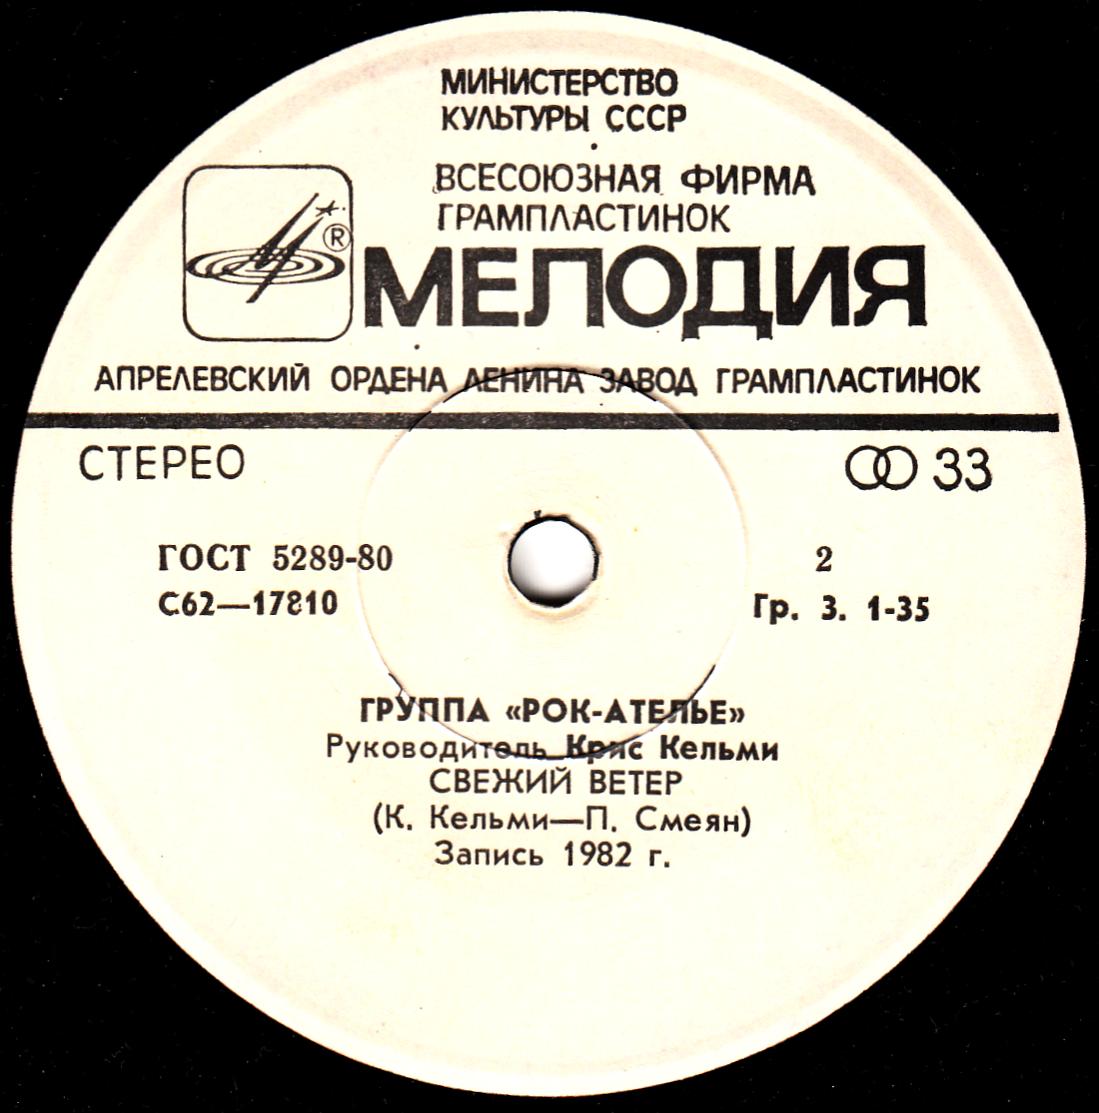 МИНИСТЕРСТВО
КУЛЬТУРЫ СССР
ВСЕСОЮЗНАЯ ФИРМА
ГРАМПЛАСТИНОК
®
МЕЛОДИЯ
АПРЕЛЕВСКИЙ ОРДЕНА ЛЕНИНА ЗАВОД ГРАМПЛАСТИНОК
СТЕРЕО 33
ГОСТ 5289-80 2
С62—17810 Гр. 3. 1-35
ГРУППА «РОК-АТЕЛЬЕ»
Руководитель Крис Кельми
СВЕЖИЙ ВЕТЕР
(К. Кельми—П. Смеян)
Запись 1982 г.